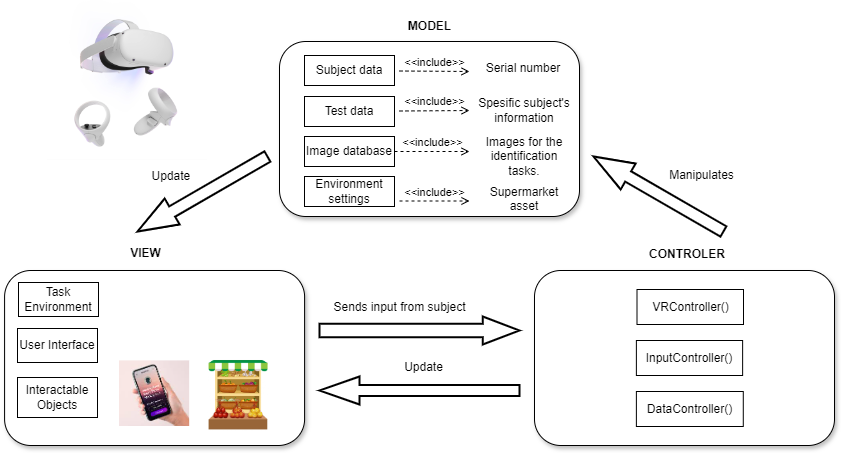 MODEL
Subject data
<<include>>
Serial number
Test data
<<include>>
Spesific subject's
information
Image database
<<include>>
Images for the
identification
tasks.
Environment
settings
<<include>>
Supermarket
asset
Update
Manipulates
VIEW
CONTROLER
Task
Environment
User Interface
Interactable
Objects
Sends input from subject
Update
VRController()
InputController()
DataController()